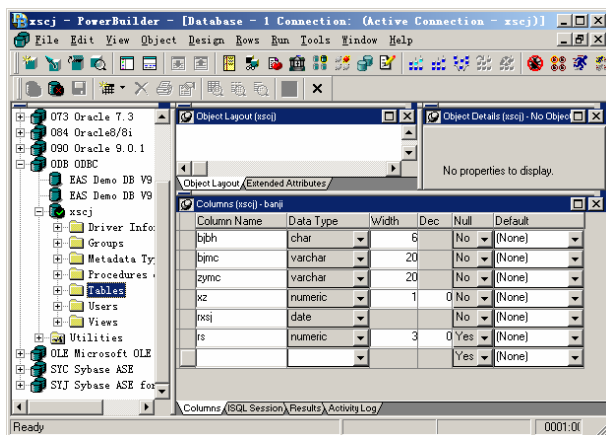 xscj - PowerBuilder - [Database - 1 Connection: (Active Connection - xscj)]
File Edit View Object Design Rows Run Tools Window Help
073 Oracle 7.3
084 Oracle8/8i
090 Oracle 9.0.1
ODB ODBC
EAS Demo DB V9
EAS Demo DB V9
xscj
Driver Info:
Groups
Metadata Ty
Procedures
Tables
Users
Views
Utilities
OLE Microsoft OLE
SYC Sybase ASE
SYJ Sybase ASE for
Object Layout (xscj)
Object Layout Extended Attributes
Object Details (xscj) - No Object
No properties to display.
Columns (xscj) - banji
Column Name Data Type Width Dec Null Default
bjbh char 6 No (None)
bjmc varchar 20 No (None)
zymc varchar 20 No (None)
xz numeric 1 0 No (None)
rxsj date No (None)
rs numeric 3 0 Yes (None)
Yes (None)
Columns ISQL Session Results Activity Log
Ready
0001:00